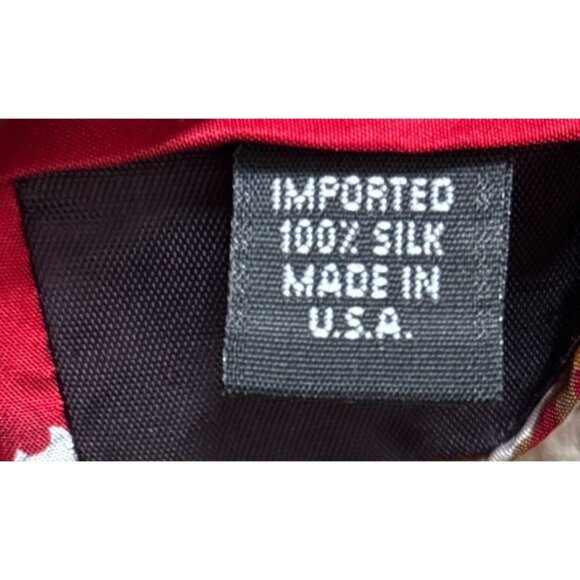 IMPORTED
100% SILK
MADE IN
U.S.A.